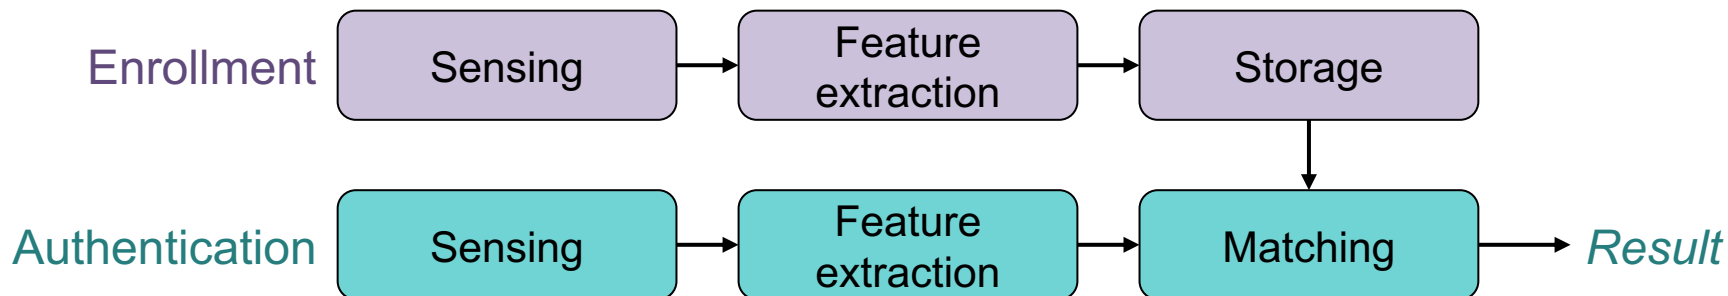 Enrollment
Sensing
Feature
extraction
Storage
Authentication
Sensing
Feature
extraction
Matching
Result